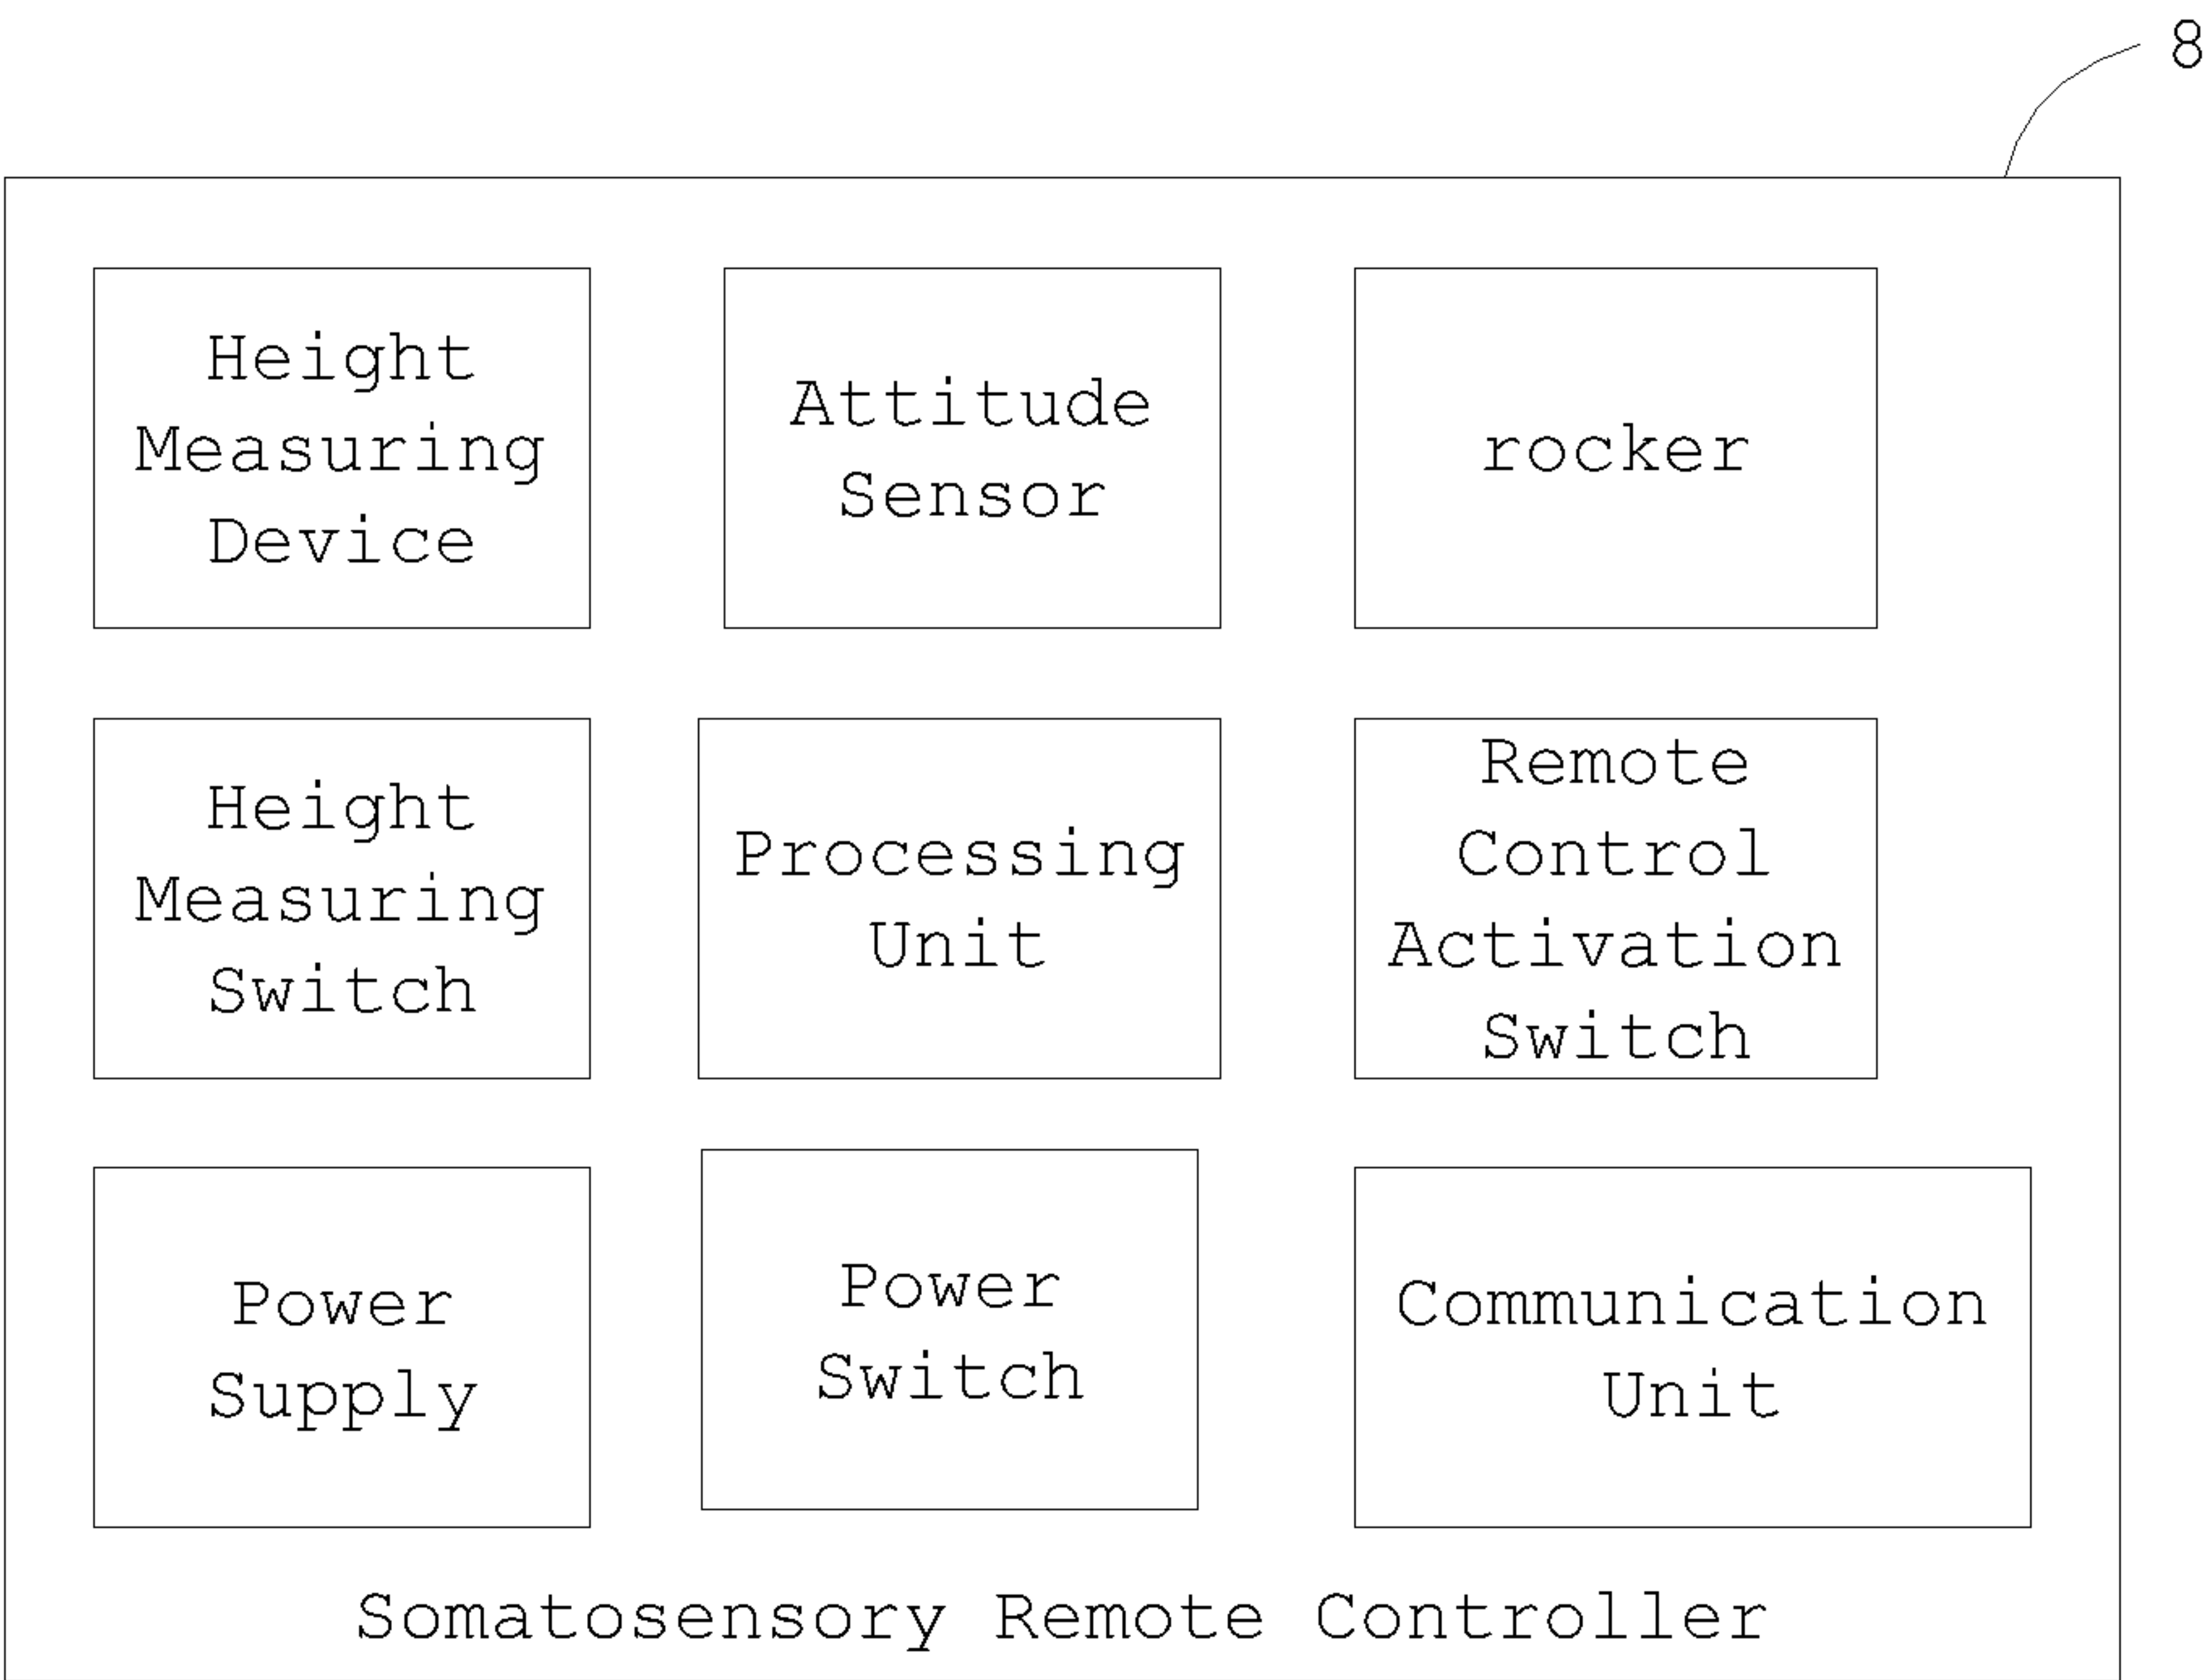 8
Height
Measuring
Device
Attitude
Sensor
rocker
Height
Measuring
Switch
Processing
Unit
Remote
Control
Activation
Switch
Power
Supply
Power
Switch
Communication
Unit
Somatosensory Remote Controller